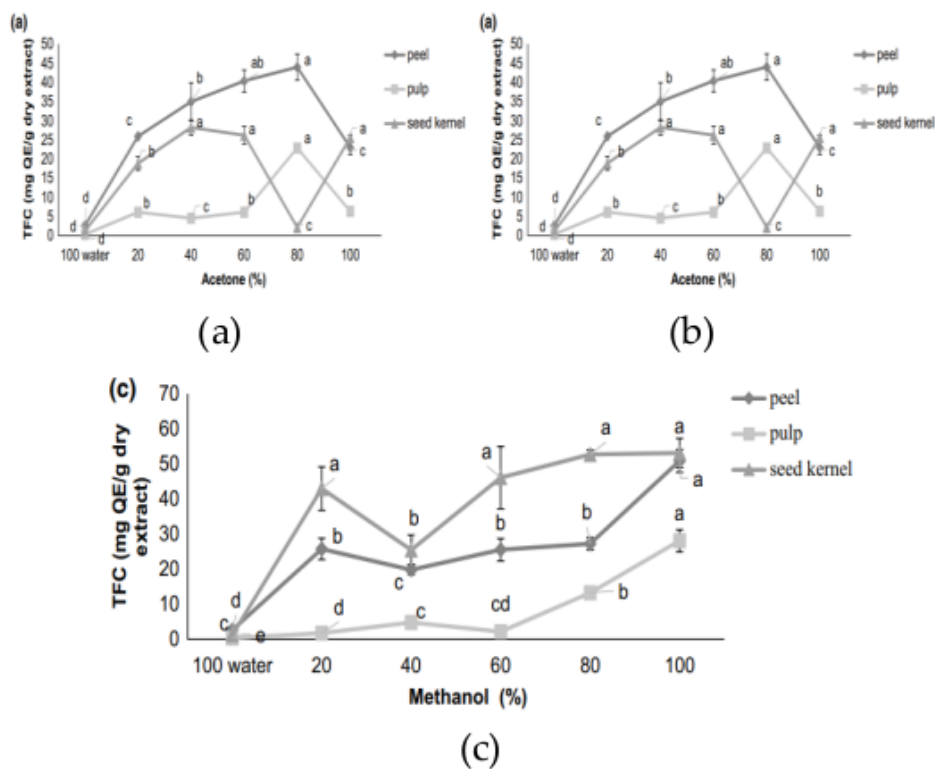 (a)
TFC (mg QE/g dry extract)
50
45
40
35
30
25
20
15
10
5
0
d
d
d
c
b
b
b
a
c
ab
a
b
a
a
c
a
c
b
100 water 20 40 60 80 100
Acetone (%)
peel
pulp
seed kernel
(a)
(a)
TFC (mg QE/g dry extract)
50
45
40
35
30
25
20
15
10
5
0
d
d
d
c
b
b
b
a
c
ab
a
b
a
a
c
a
c
b
100 water 20 40 60 80 100
Acetone (%)
peel
pulp
seed kernel
(b)
(c)
TFC (mg QE/g dry
extract)
70
60
50
40
30
20
10
0
d
c
e
a
b
d
b
c
c
a
b
cd
a
b
b
a
a
a
100 water 20 40 60 80 100
Methanol (%)
peel
pulp
seed kernel
(c)